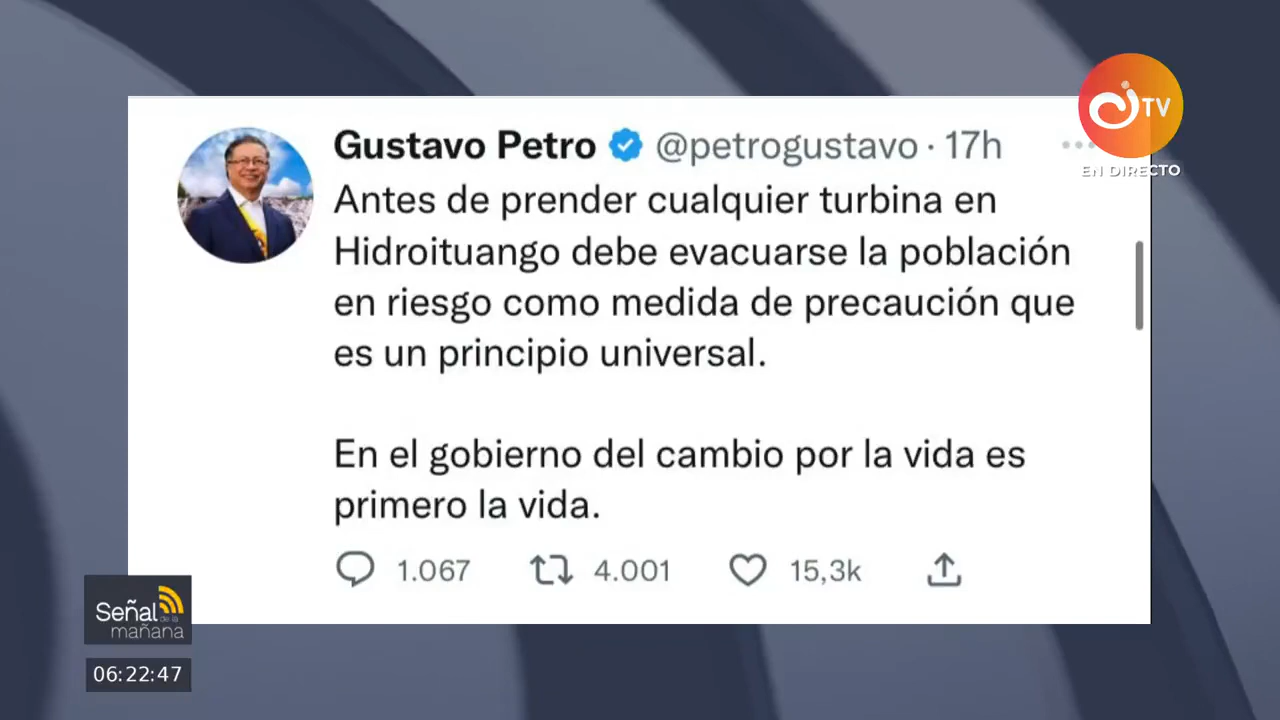 Gustavo Petro @petrogustavo · 17h
Antes de prender cualquier turbina en
Hidroituango debe evacuarse la población
en riesgo como medida de precaución que
es un principio universal.
En el gobierno del cambio por la vida es
primero la vida.
1.067 4.001 15,3k
TV
EN DIRECTO
Señal
de la
mañana
06:22:47